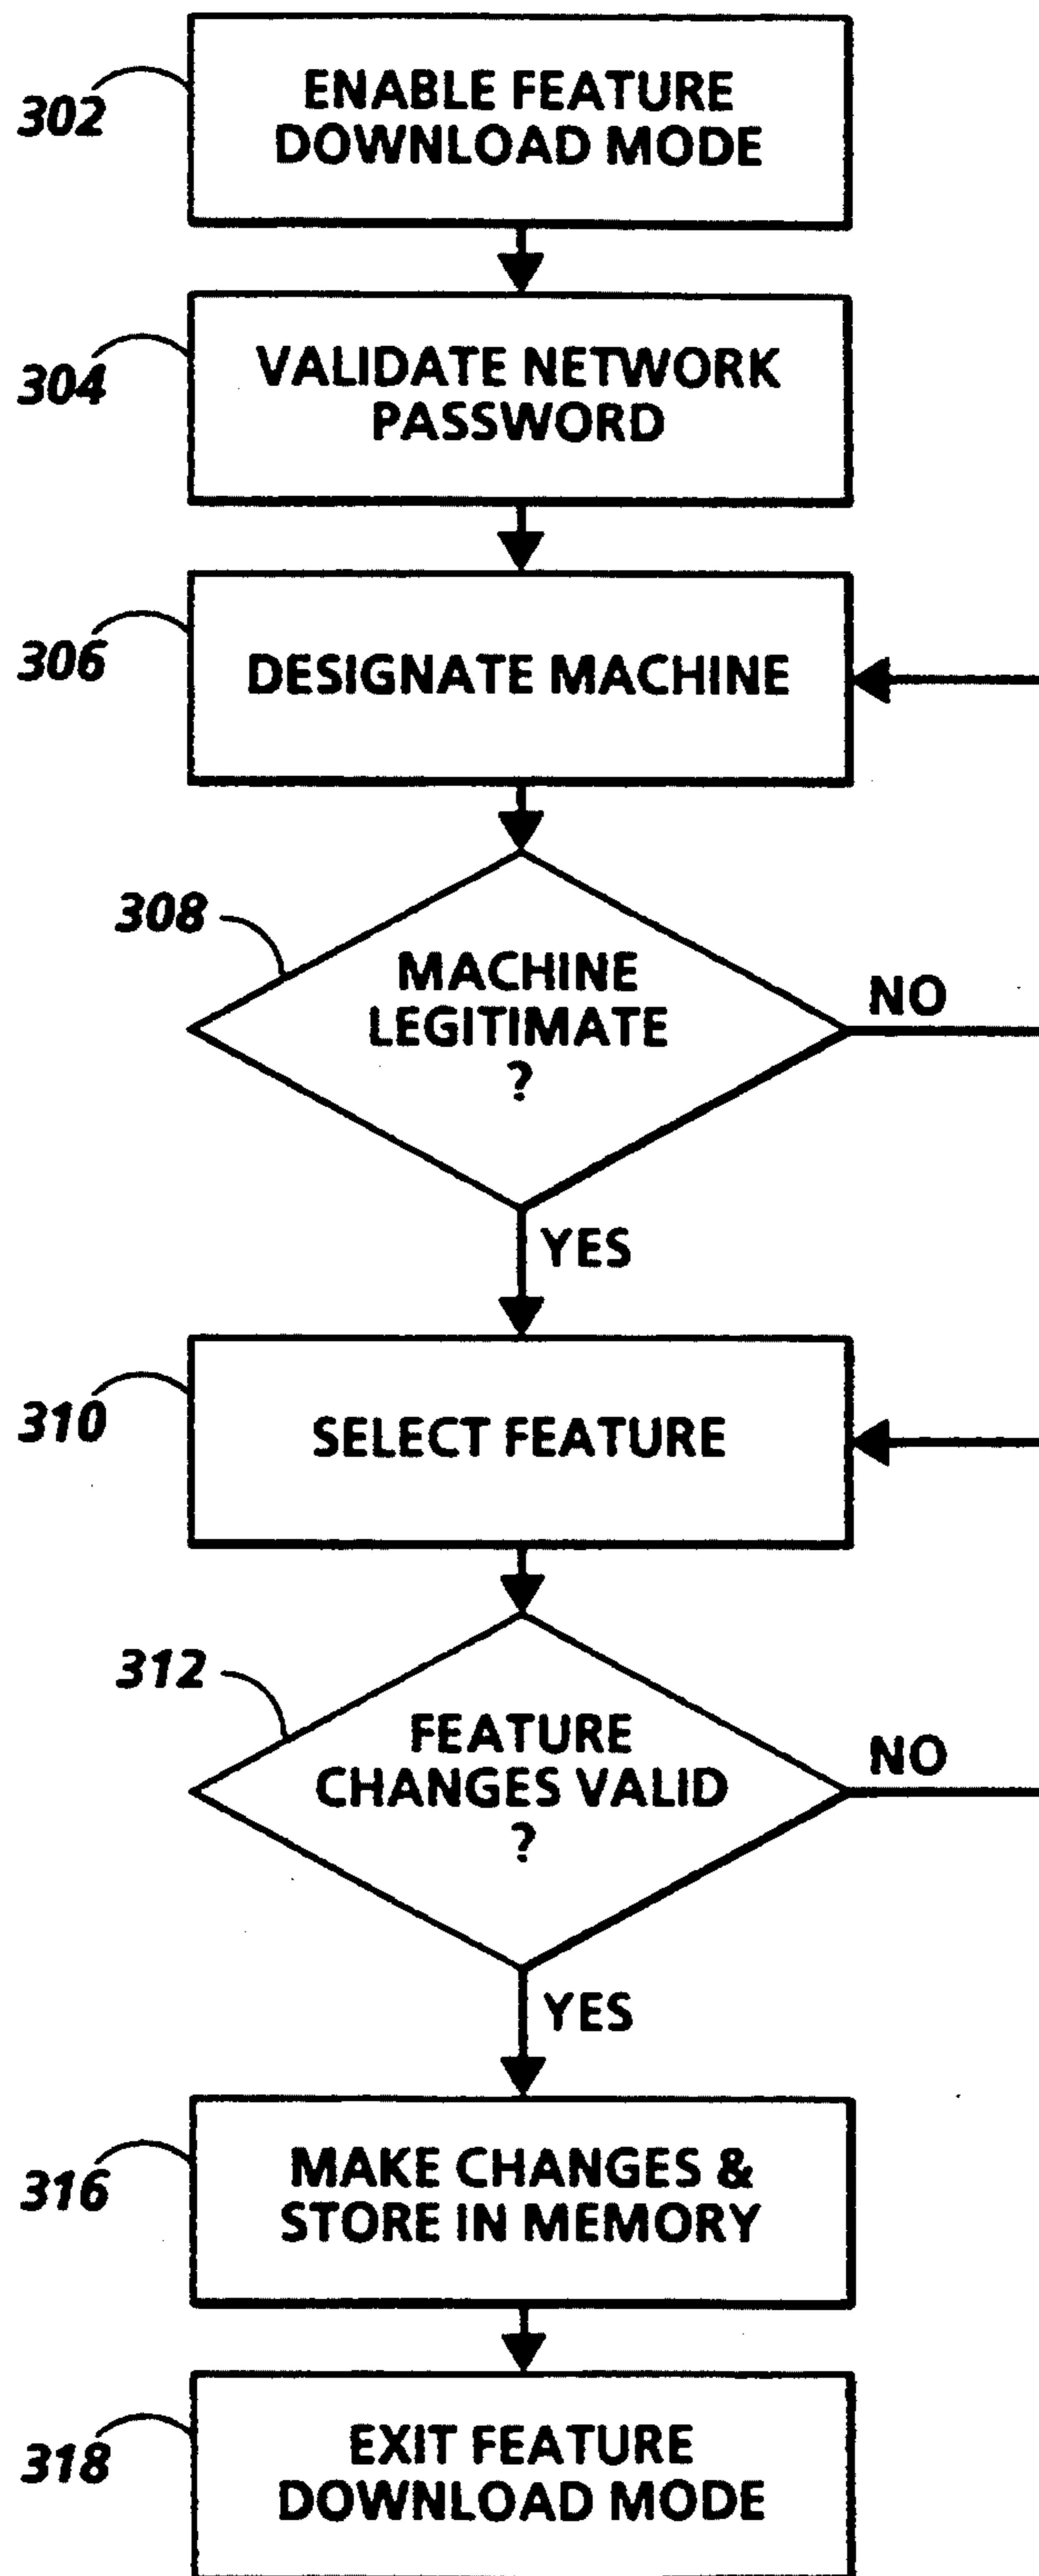 302
ENABLE FEATURE
DOWNLOAD MODE
304
VALIDATE NETWORK
PASSWORD
306
DESIGNATE MACHINE
308
MACHINE
LEGITIMATE
?
NO
YES
310
SELECT FEATURE
312
FEATURE
CHANGES VALID
?
NO
YES
316
MAKE CHANGES &
STORE IN MEMORY
318
EXIT FEATURE
DOWNLOAD MODE